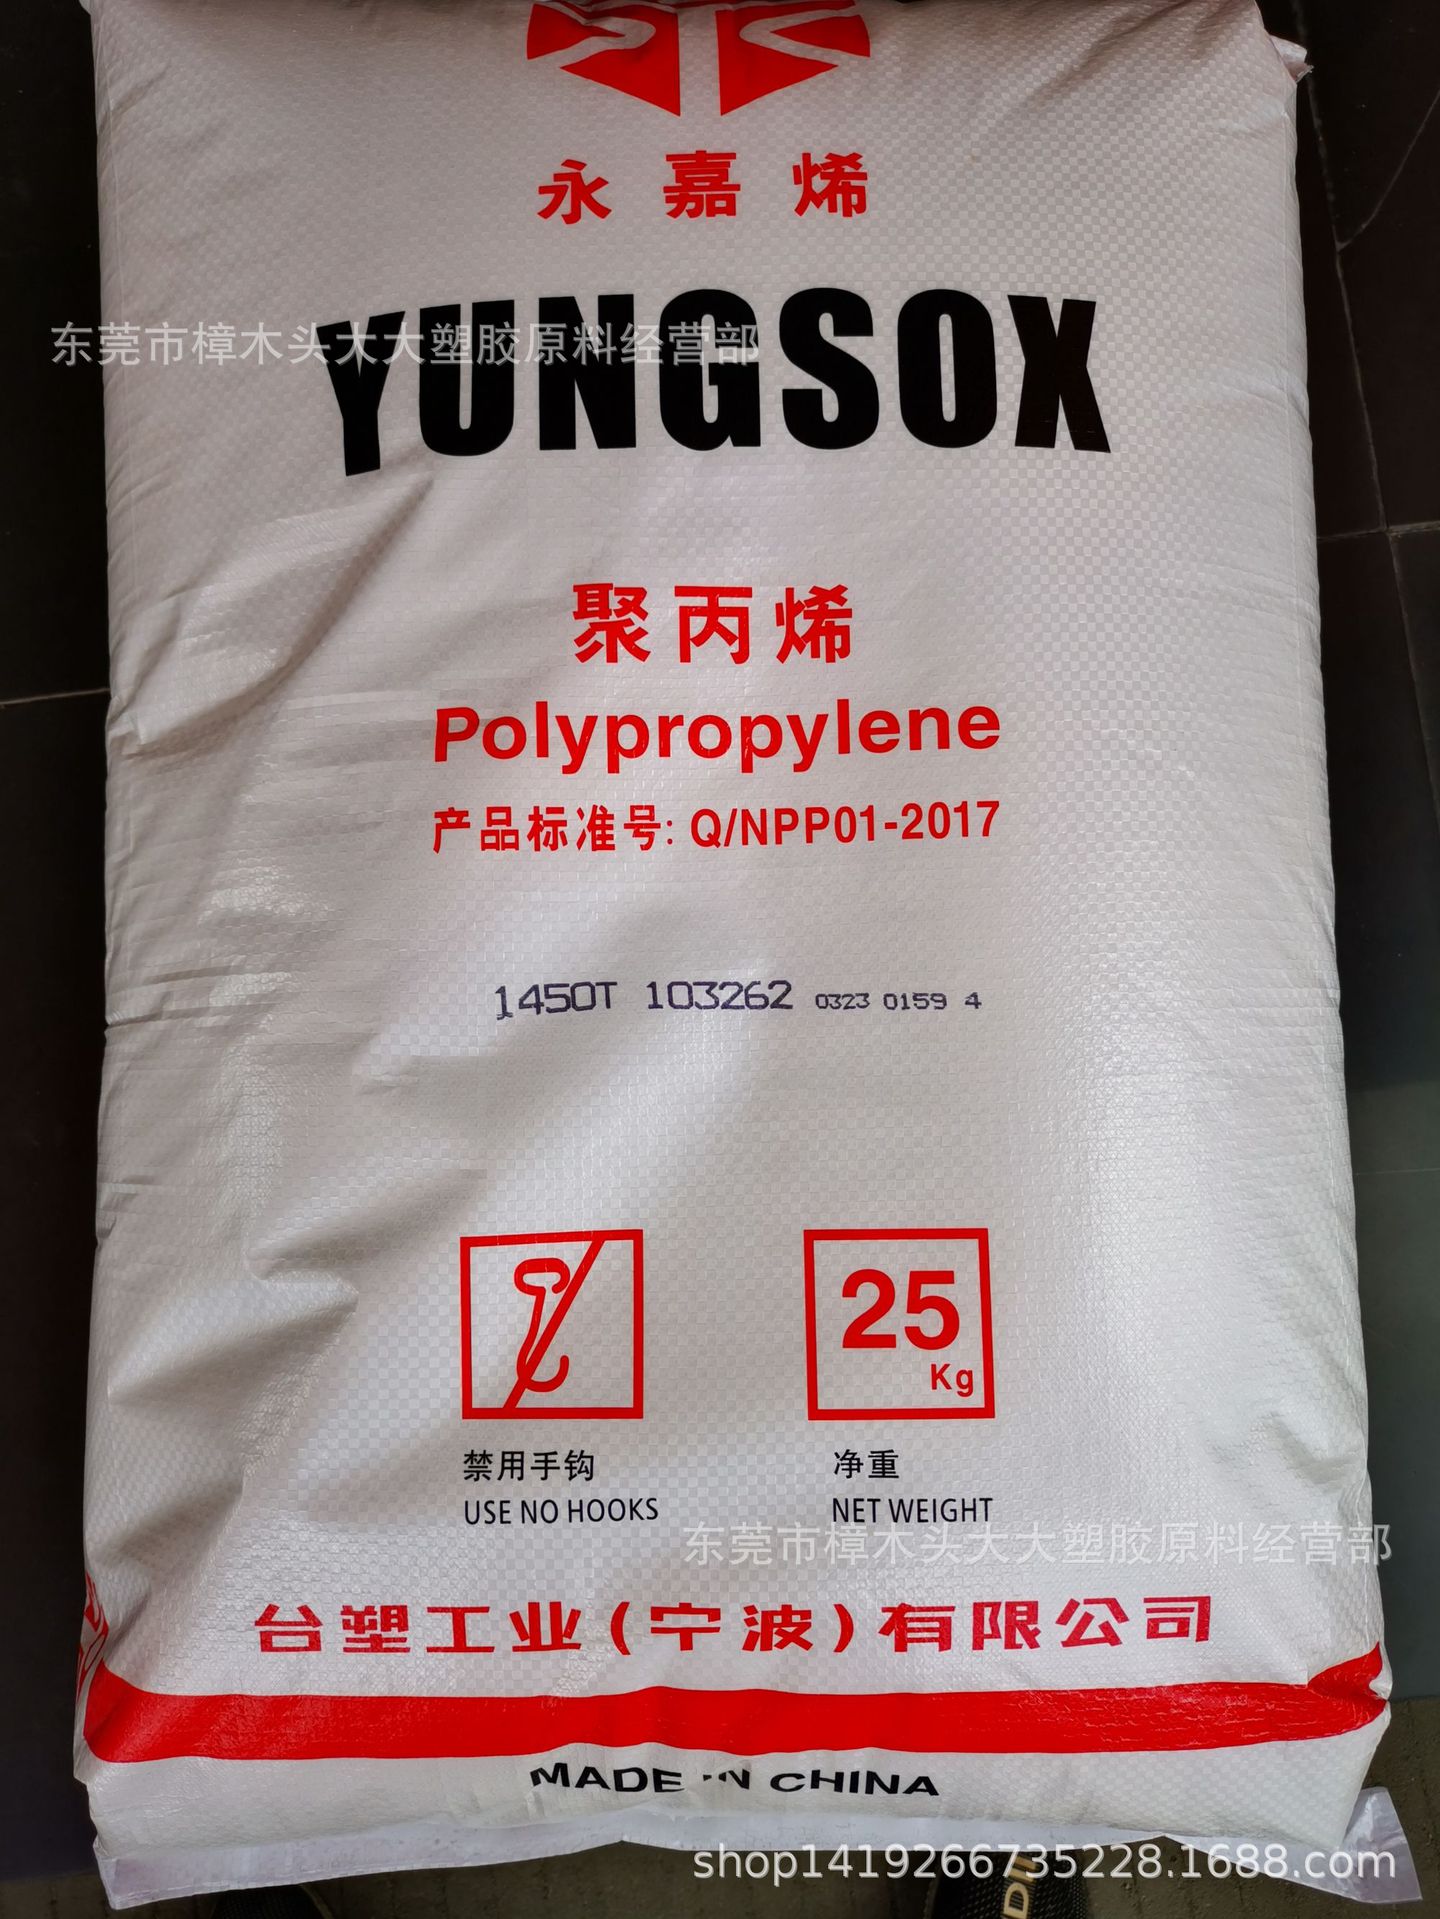 永嘉烯
YUNGSOX
东莞市樟木头大大塑胶原料经营部
聚丙烯
Polypropylene
产品标准号: Q/NPP01-2017
1450T 103262 0323 0159 4
25
Kg
禁用手钩
净重
USE NO HOOKS
NET WEIGHT
东莞市樟木头大大塑胶原料经营部
台塑工业(宁波)有限公司
MADE IN CHINA
shop1419266735228.1688.com